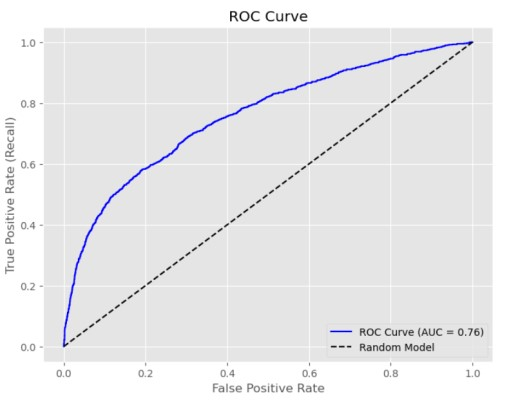 ROC Curve
True Positive Rate (Recall)
1.0
0.8
0.6
0.4
0.2
0.0
ROC Curve (AUC = 0.76)
Random Model
0.0 0.2 0.4 0.6 0.8 1.0
False Positive Rate